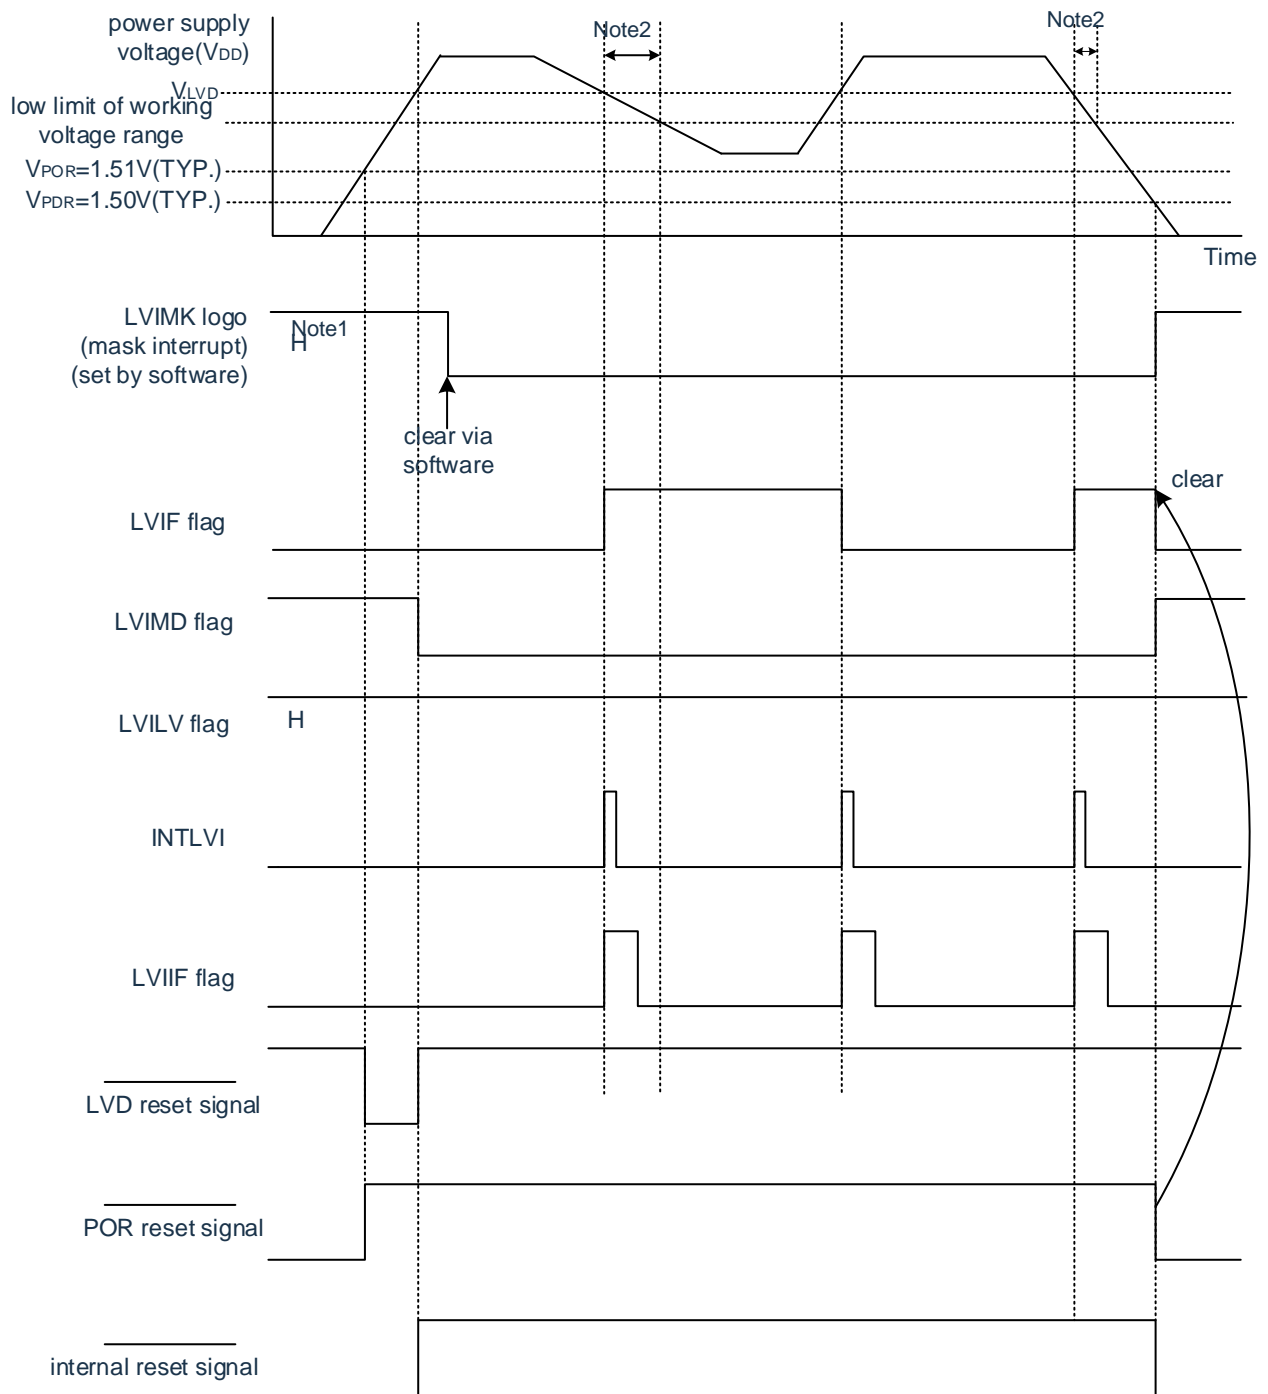 power supply
voltage(VDD)
Note2
Note2
VLVD
low limit of working
voltage range
VPOR=1.51V(TYP.)
VPDR=1.50V(TYP.)
Time
LVIMK logo
(mask interrupt)
(set by software)
Note1
H
clear via
software
clear
LVIF flag
LVIMD flag
LVILV flag
H
INTLVI
LVIIF flag
LVD reset signal
POR reset signal
internal reset signal